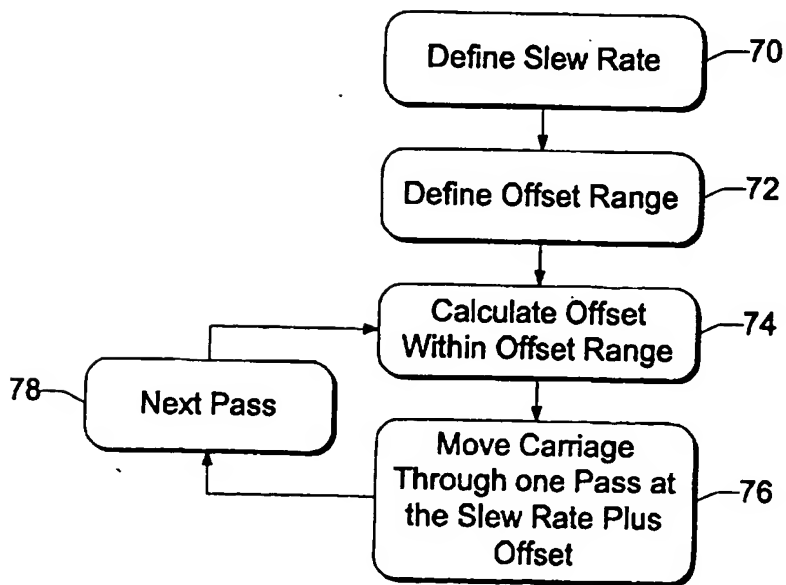 Define Slew Rate
70
Define Offset Range
72
Calculate Offset
Within Offset Range
74
78
Next Pass
Move Carriage
Through one Pass at
the Slew Rate Plus
Offset
76